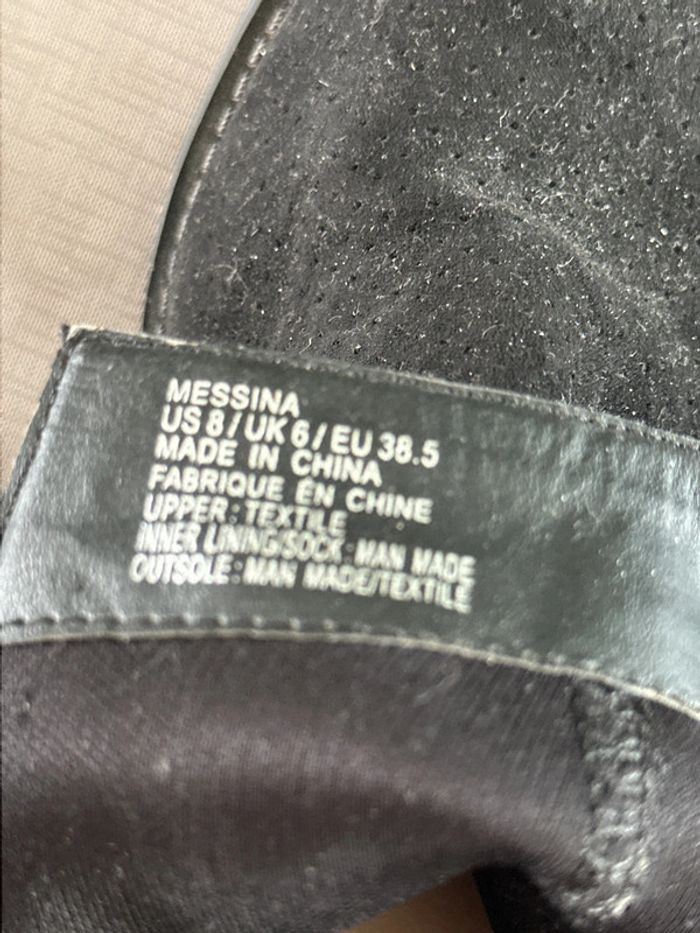 MESSINA
US 8/UK 6/EU 38.5
MADE IN CHINA
FABRIQUE EN CHINE
UPPER: TEXTILE
INNER LINING/SOCK: MAN MADE
OUTSOLE: MAN MADE/TEXTILE